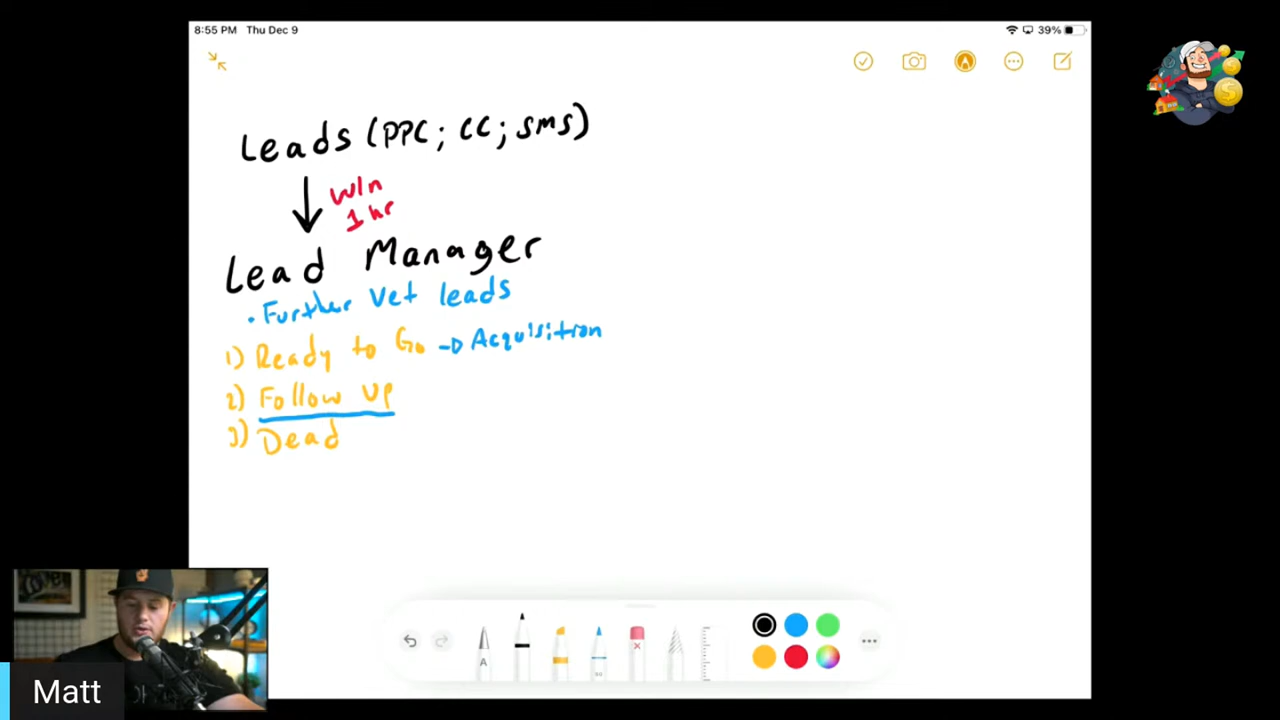 8:55 PM Thu Dec 9
39%
Leads (PPC; CC; SMS)
W/n
1 hr
Lead Manager
• Further Vet leads
1) Ready to Go → Acquisition
2) Follow Up
3) Dead
A
Matt